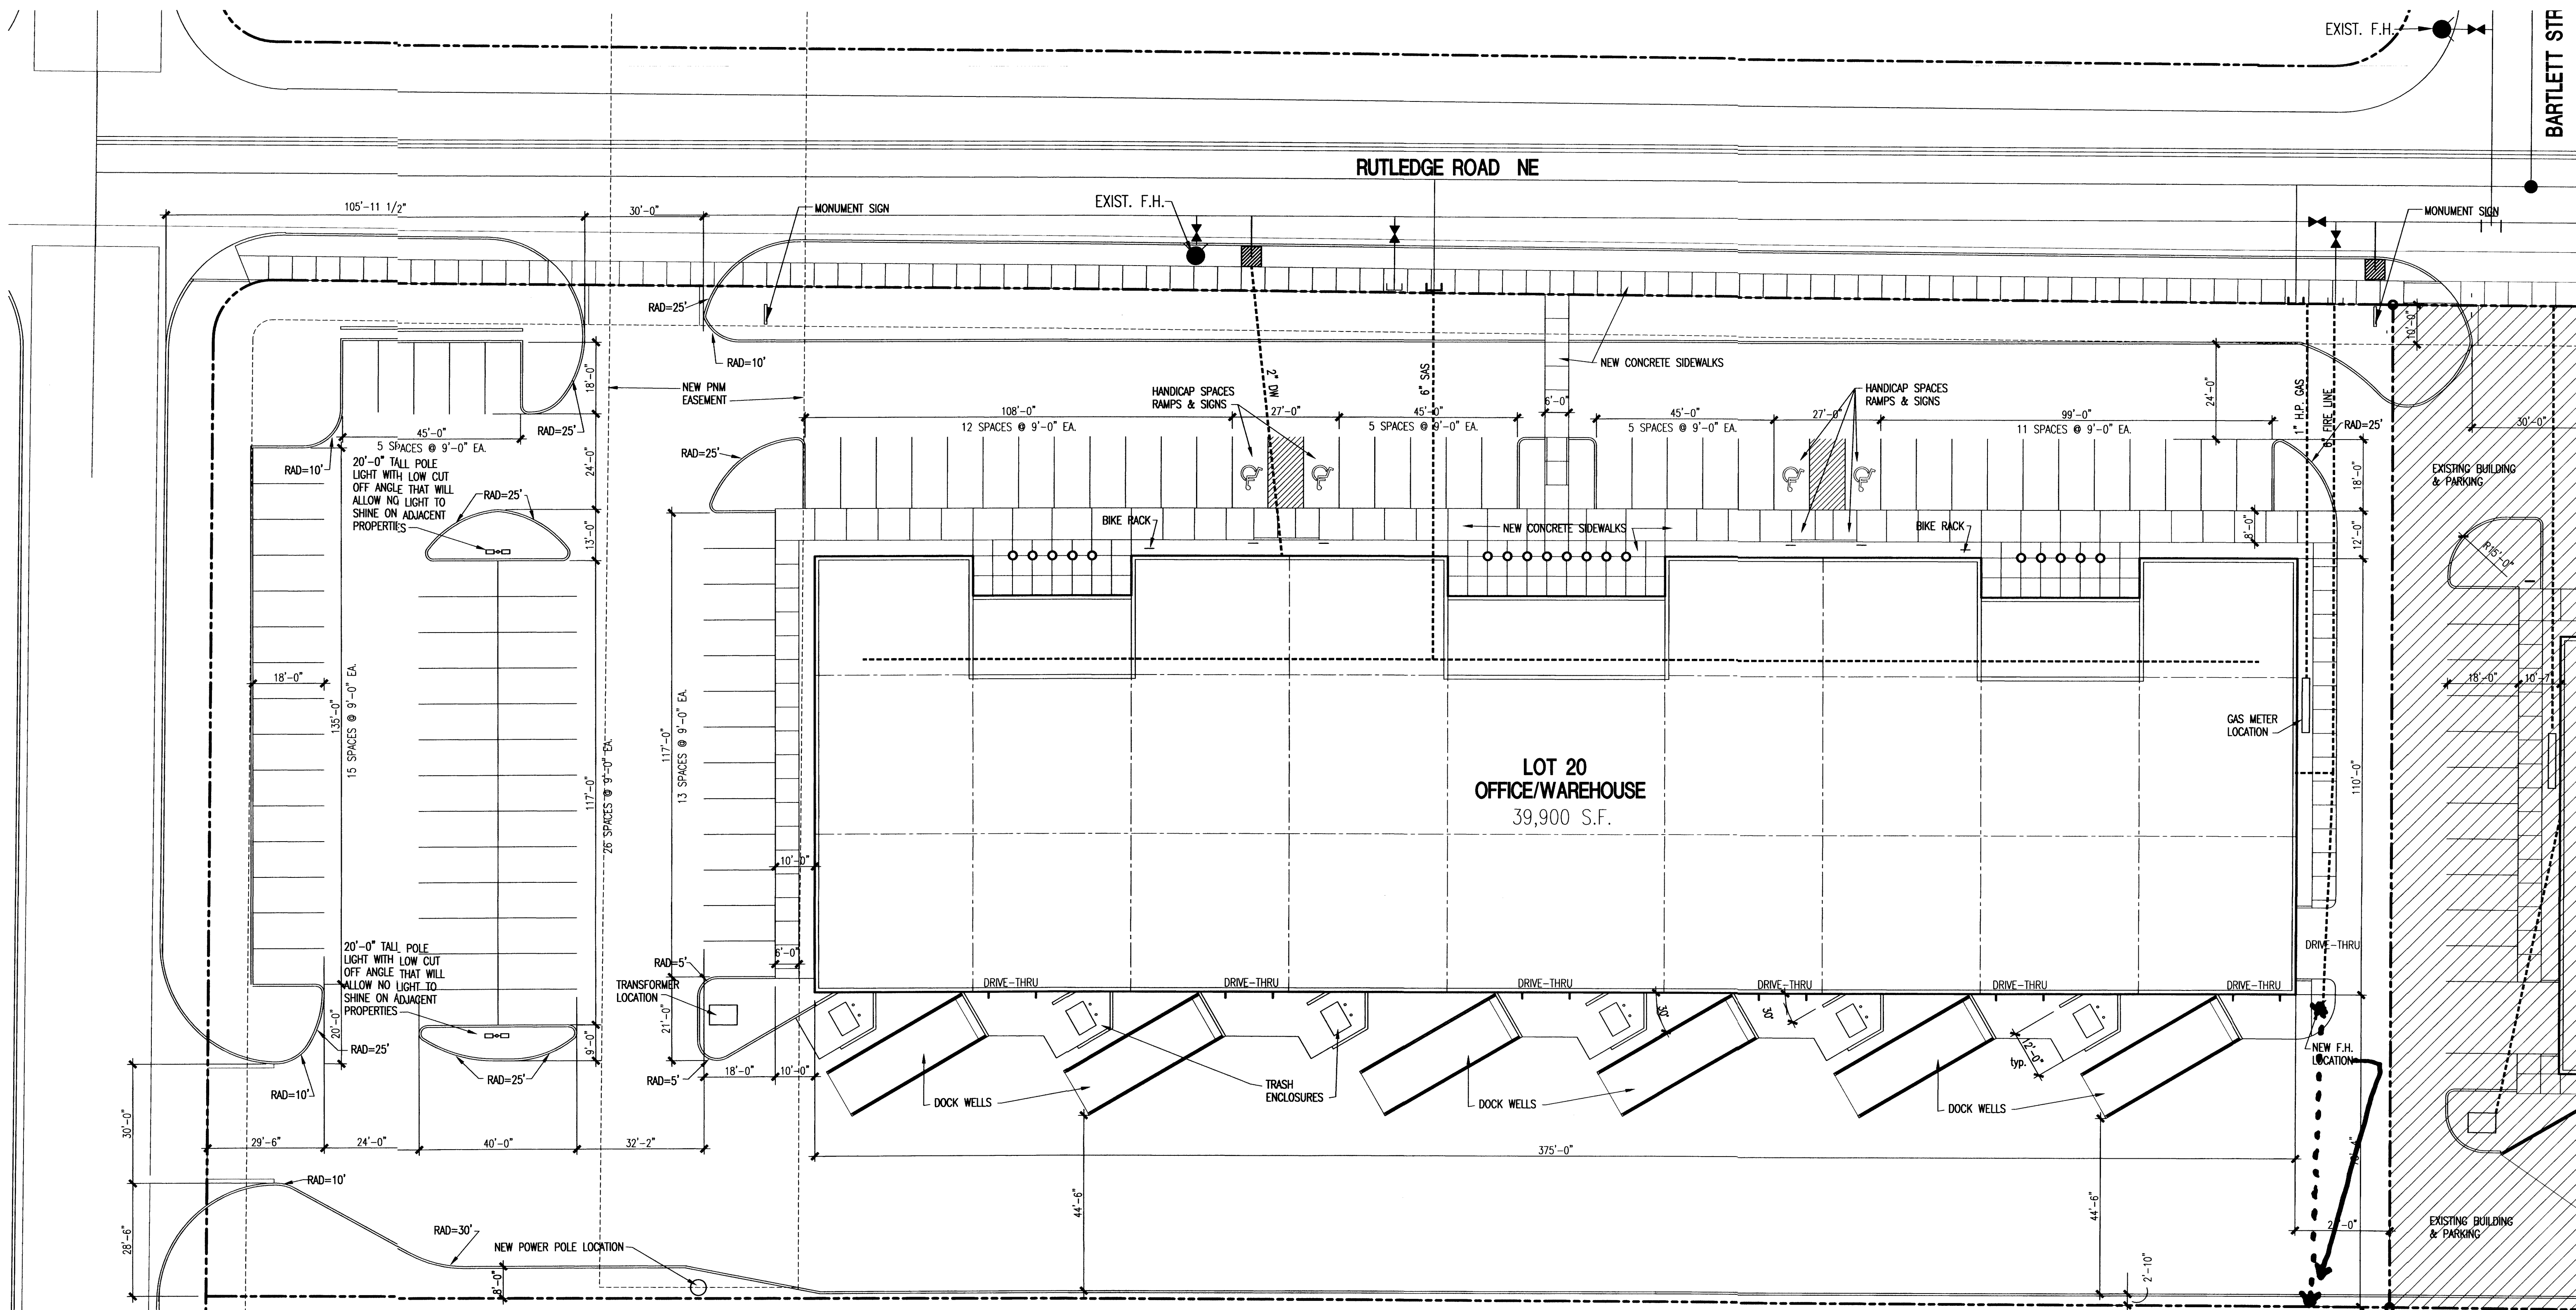 EXIST. F.H.
BARTLETT STR
RUTLEDGE ROAD NE
105'-11 1/2"
30'-0"
MONUMENT SIGN
EXIST. F.H.
MONUMENT SIGN
RAD=25'
RAD=10'
NEW PNM
EASEMENT
18'-0"
RAD=25'
45'-0"
5 SPACES @ 9'-0" EA.
RAD=10'
20'-0" TALL POLE
LIGHT WITH LOW CUT
OFF ANGLE THAT WILL
ALLOW NO LIGHT TO
SHINE ON ADJACENT
PROPERTIES
RAD=25'
24'-0"
13'-0"
RAD=25'
HANDICAP SPACES
RAMPS & SIGNS
2" DW
6" SAS
NEW CONCRETE SIDEWALKS
HANDICAP SPACES
RAMPS & SIGNS
108'-0"
12 SPACES @ 9'-0" EA.
27'-0"
45'-0"
5 SPACES @ 9'-0" EA.
6'-0"
45'-0"
5 SPACES @ 9'-0" EA.
27'-0"
99'-0"
11 SPACES @ 9'-0" EA.
24'-0"
1" H.P. GAS
FIRE LINE
RAD=25'
30'-0"
18'-0"
EXISTING BUILDING
& PARKING
BIKE RACK
NEW CONCRETE SIDEWALKS
BIKE RACK
8'-0"
12'-0"
R15'-0"
18'-0"
135'-0"
15 SPACES @ 9'-0" EA.
117'-0"
26 SPACES @ 9'-0" EA.
117'-0"
13 SPACES @ 9'-0" EA.
18'-0"
10'-7"
GAS METER
LOCATION
LOT 20
OFFICE/WAREHOUSE
39,900 S.F.
110'-0"
10'-0"
6'-0"
20'-0" TALL POLE
LIGHT WITH LOW CUT
OFF ANGLE THAT WILL
ALLOW NO LIGHT TO
SHINE ON ADJACENT
PROPERTIES
RAD=5'
TRANSFORMER
LOCATION
DRIVE-THRU
DRIVE-THRU
DRIVE-THRU
DRIVE-THRU
DRIVE-THRU
DRIVE-THRU
DRIVE-THRU
20'-0"
RAD=25'
9'-0"
21'-0"
RAD=25'
RAD=5'
18'-0"
10'-0"
RAD=10'
30'-0"
DOCK WELLS
TRASH
ENCLOSURES
DOCK WELLS
DOCK WELLS
12'-0"
typ.
NEW F.H.
LOCATION
29'-6"
24'-0"
40'-0"
32'-2"
375'-0"
RAD=10'
28'-6"
RAD=30'
NEW POWER POLE LOCATION
8'-0"
44'-6"
44'-6"
2'-10"
EXISTING BUILDING
& PARKING